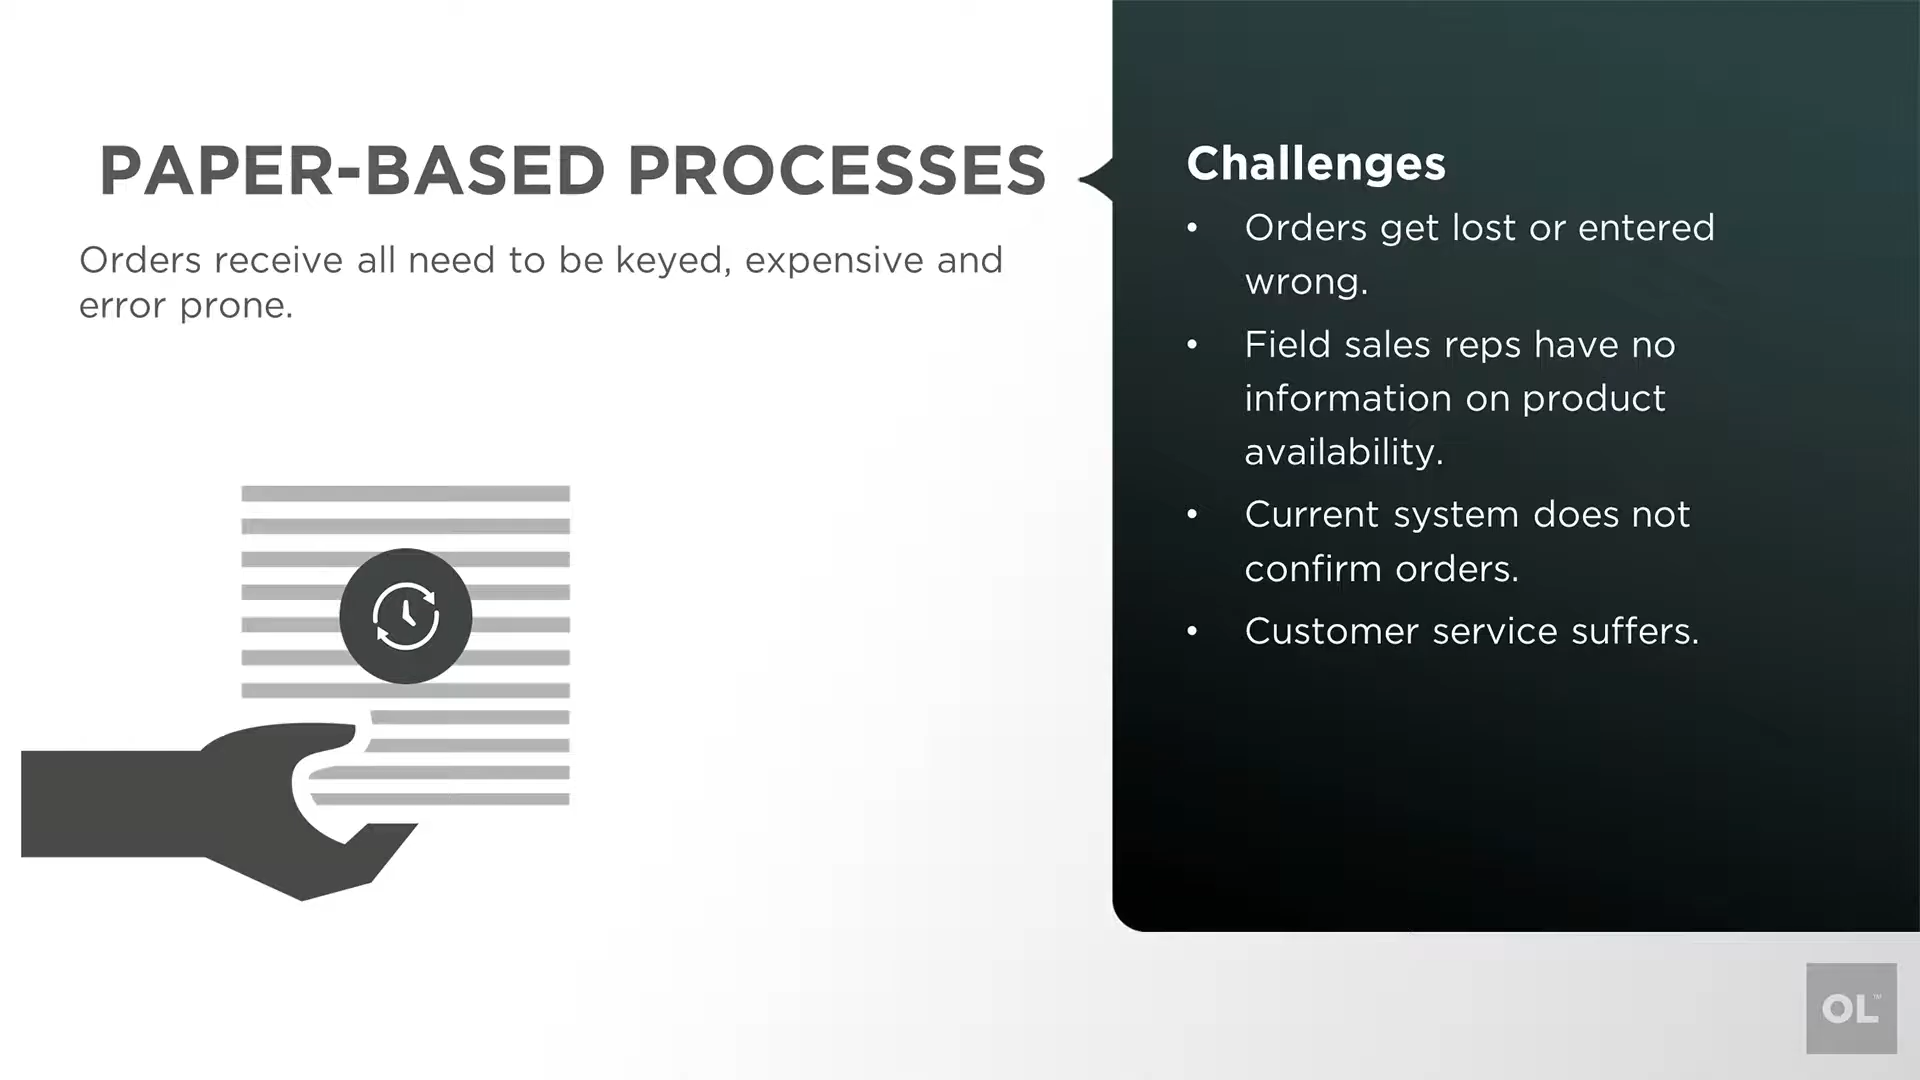 PAPER-BASED PROCESSES
Orders receive all need to be keyed, expensive and
error prone.
Challenges
• Orders get lost or entered
wrong.
• Field sales reps have no
information on product
availability.
• Current system does not
confirm orders.
• Customer service suffers.
OL™